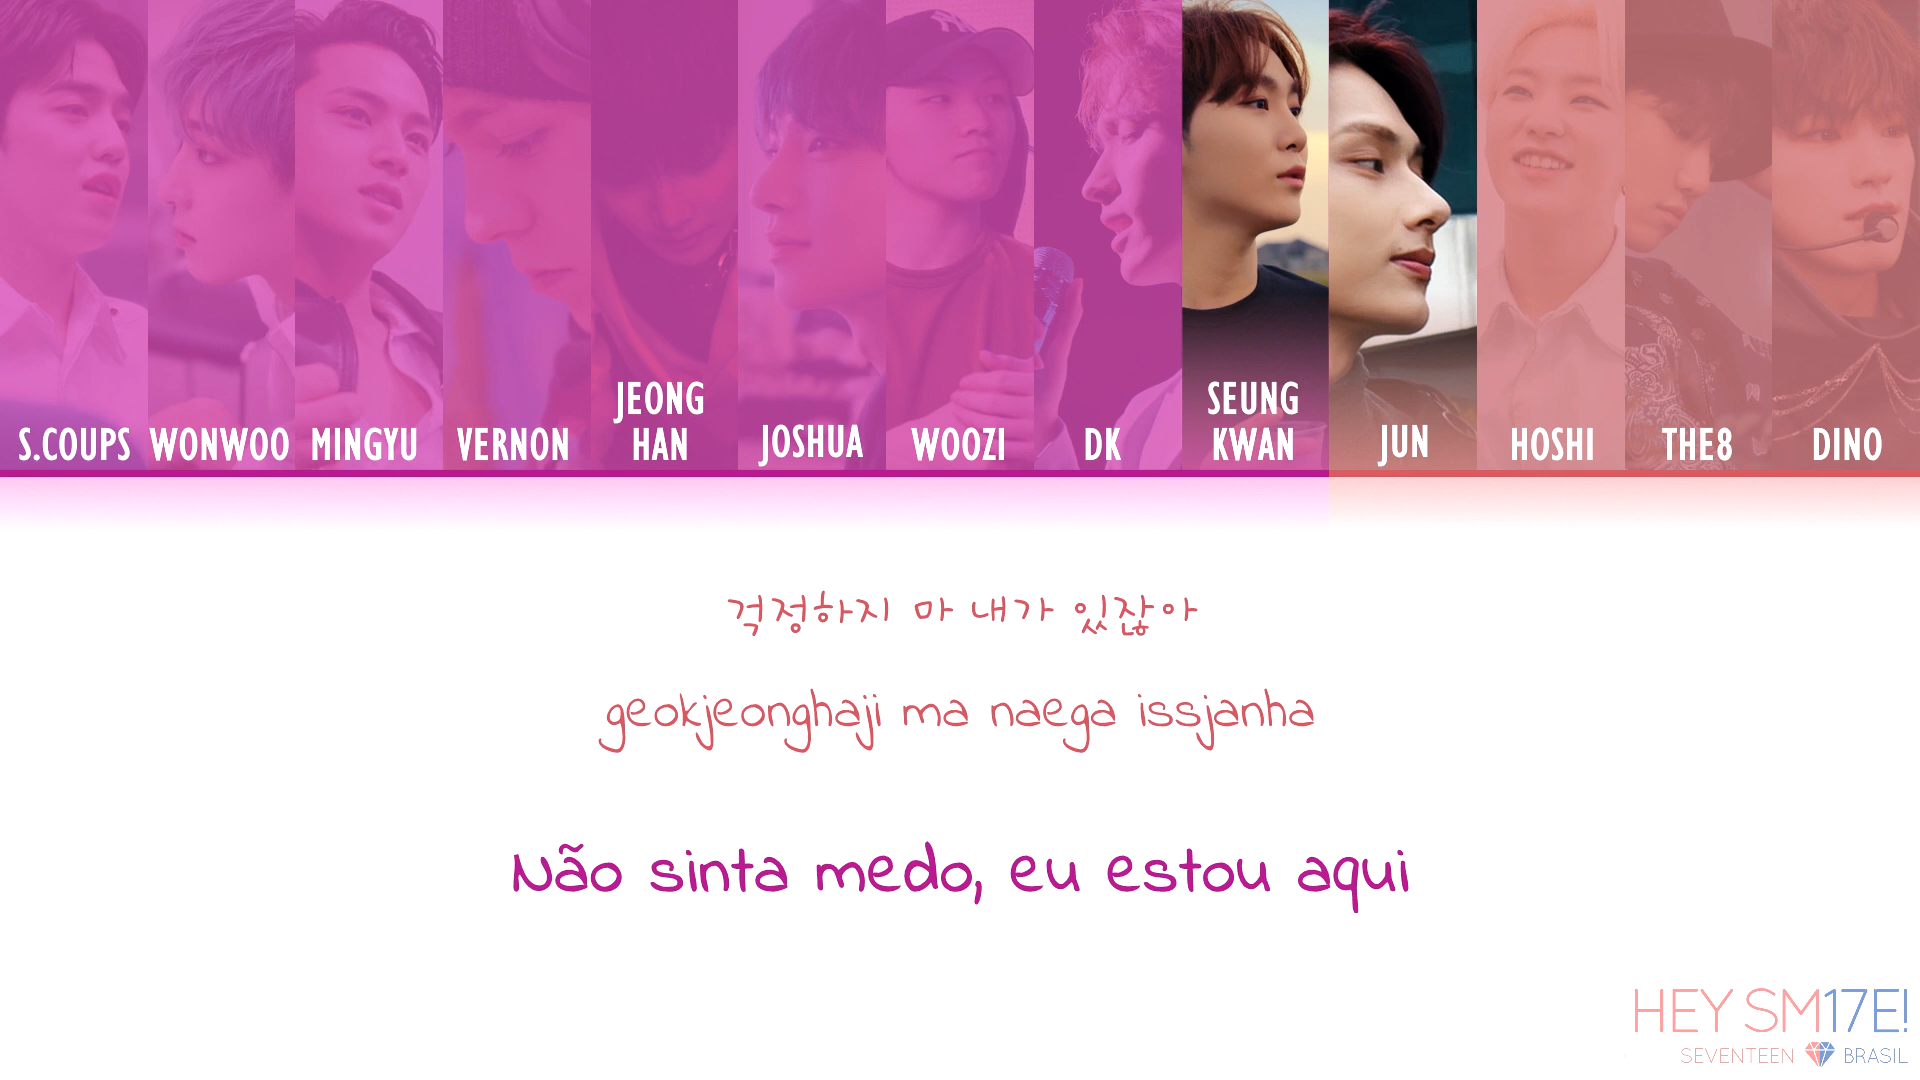 S.COUPS
WONWOO
MINGYU
VERNON
JEONG
HAN
JOSHUA
WOOZI
DK
SEUNG
KWAN
JUN
HOSHI
THE8
DINO
걱정하지 마 내가 있잖아
geokjeonghaji ma naega issjanha
Não sinta medo, eu estou aqui
HEY SM17E!
SEVENTEEN BRASIL